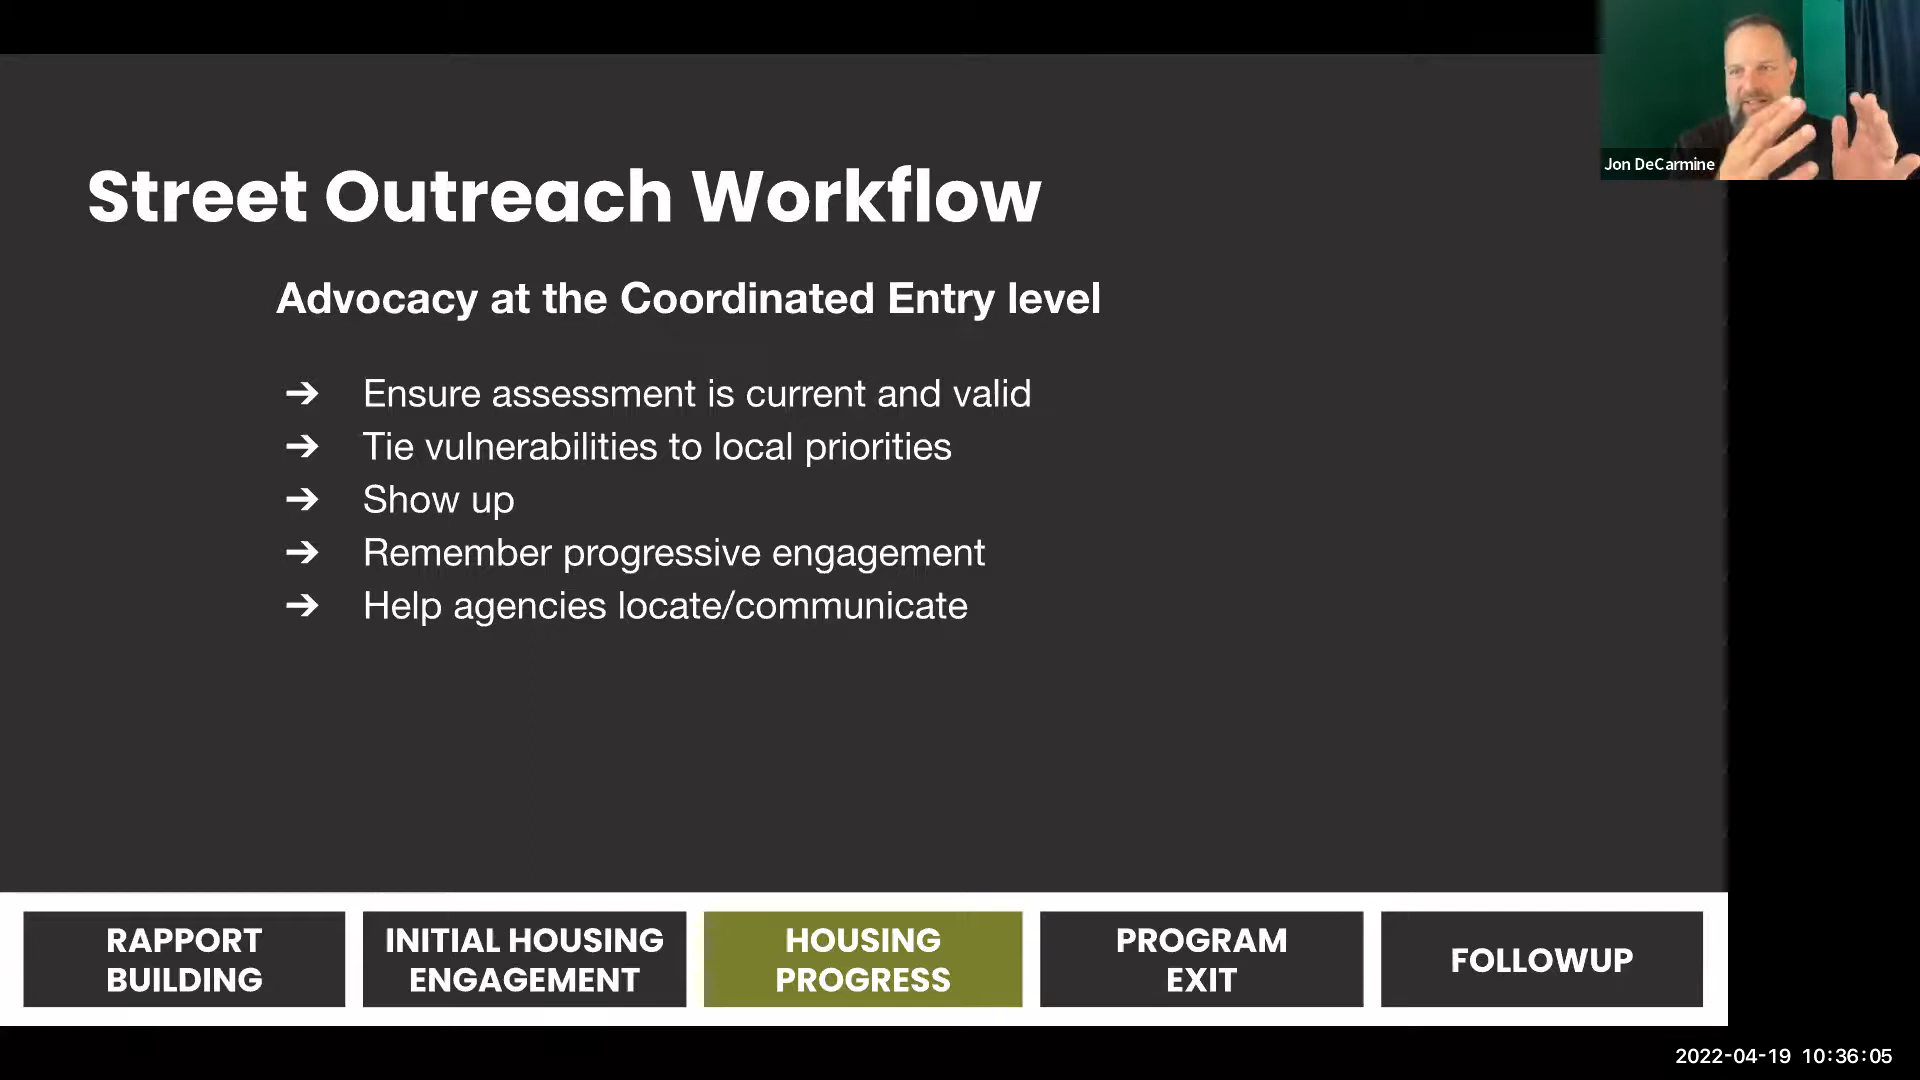 Jon DeCarmine
Street Outreach Workflow
Advocacy at the Coordinated Entry level
➔ Ensure assessment is current and valid
➔ Tie vulnerabilities to local priorities
➔ Show up
➔ Remember progressive engagement
➔ Help agencies locate/communicate
RAPPORT
BUILDING
INITIAL HOUSING
ENGAGEMENT
HOUSING
PROGRESS
PROGRAM
EXIT
FOLLOWUP
2022-04-19 10:36:05